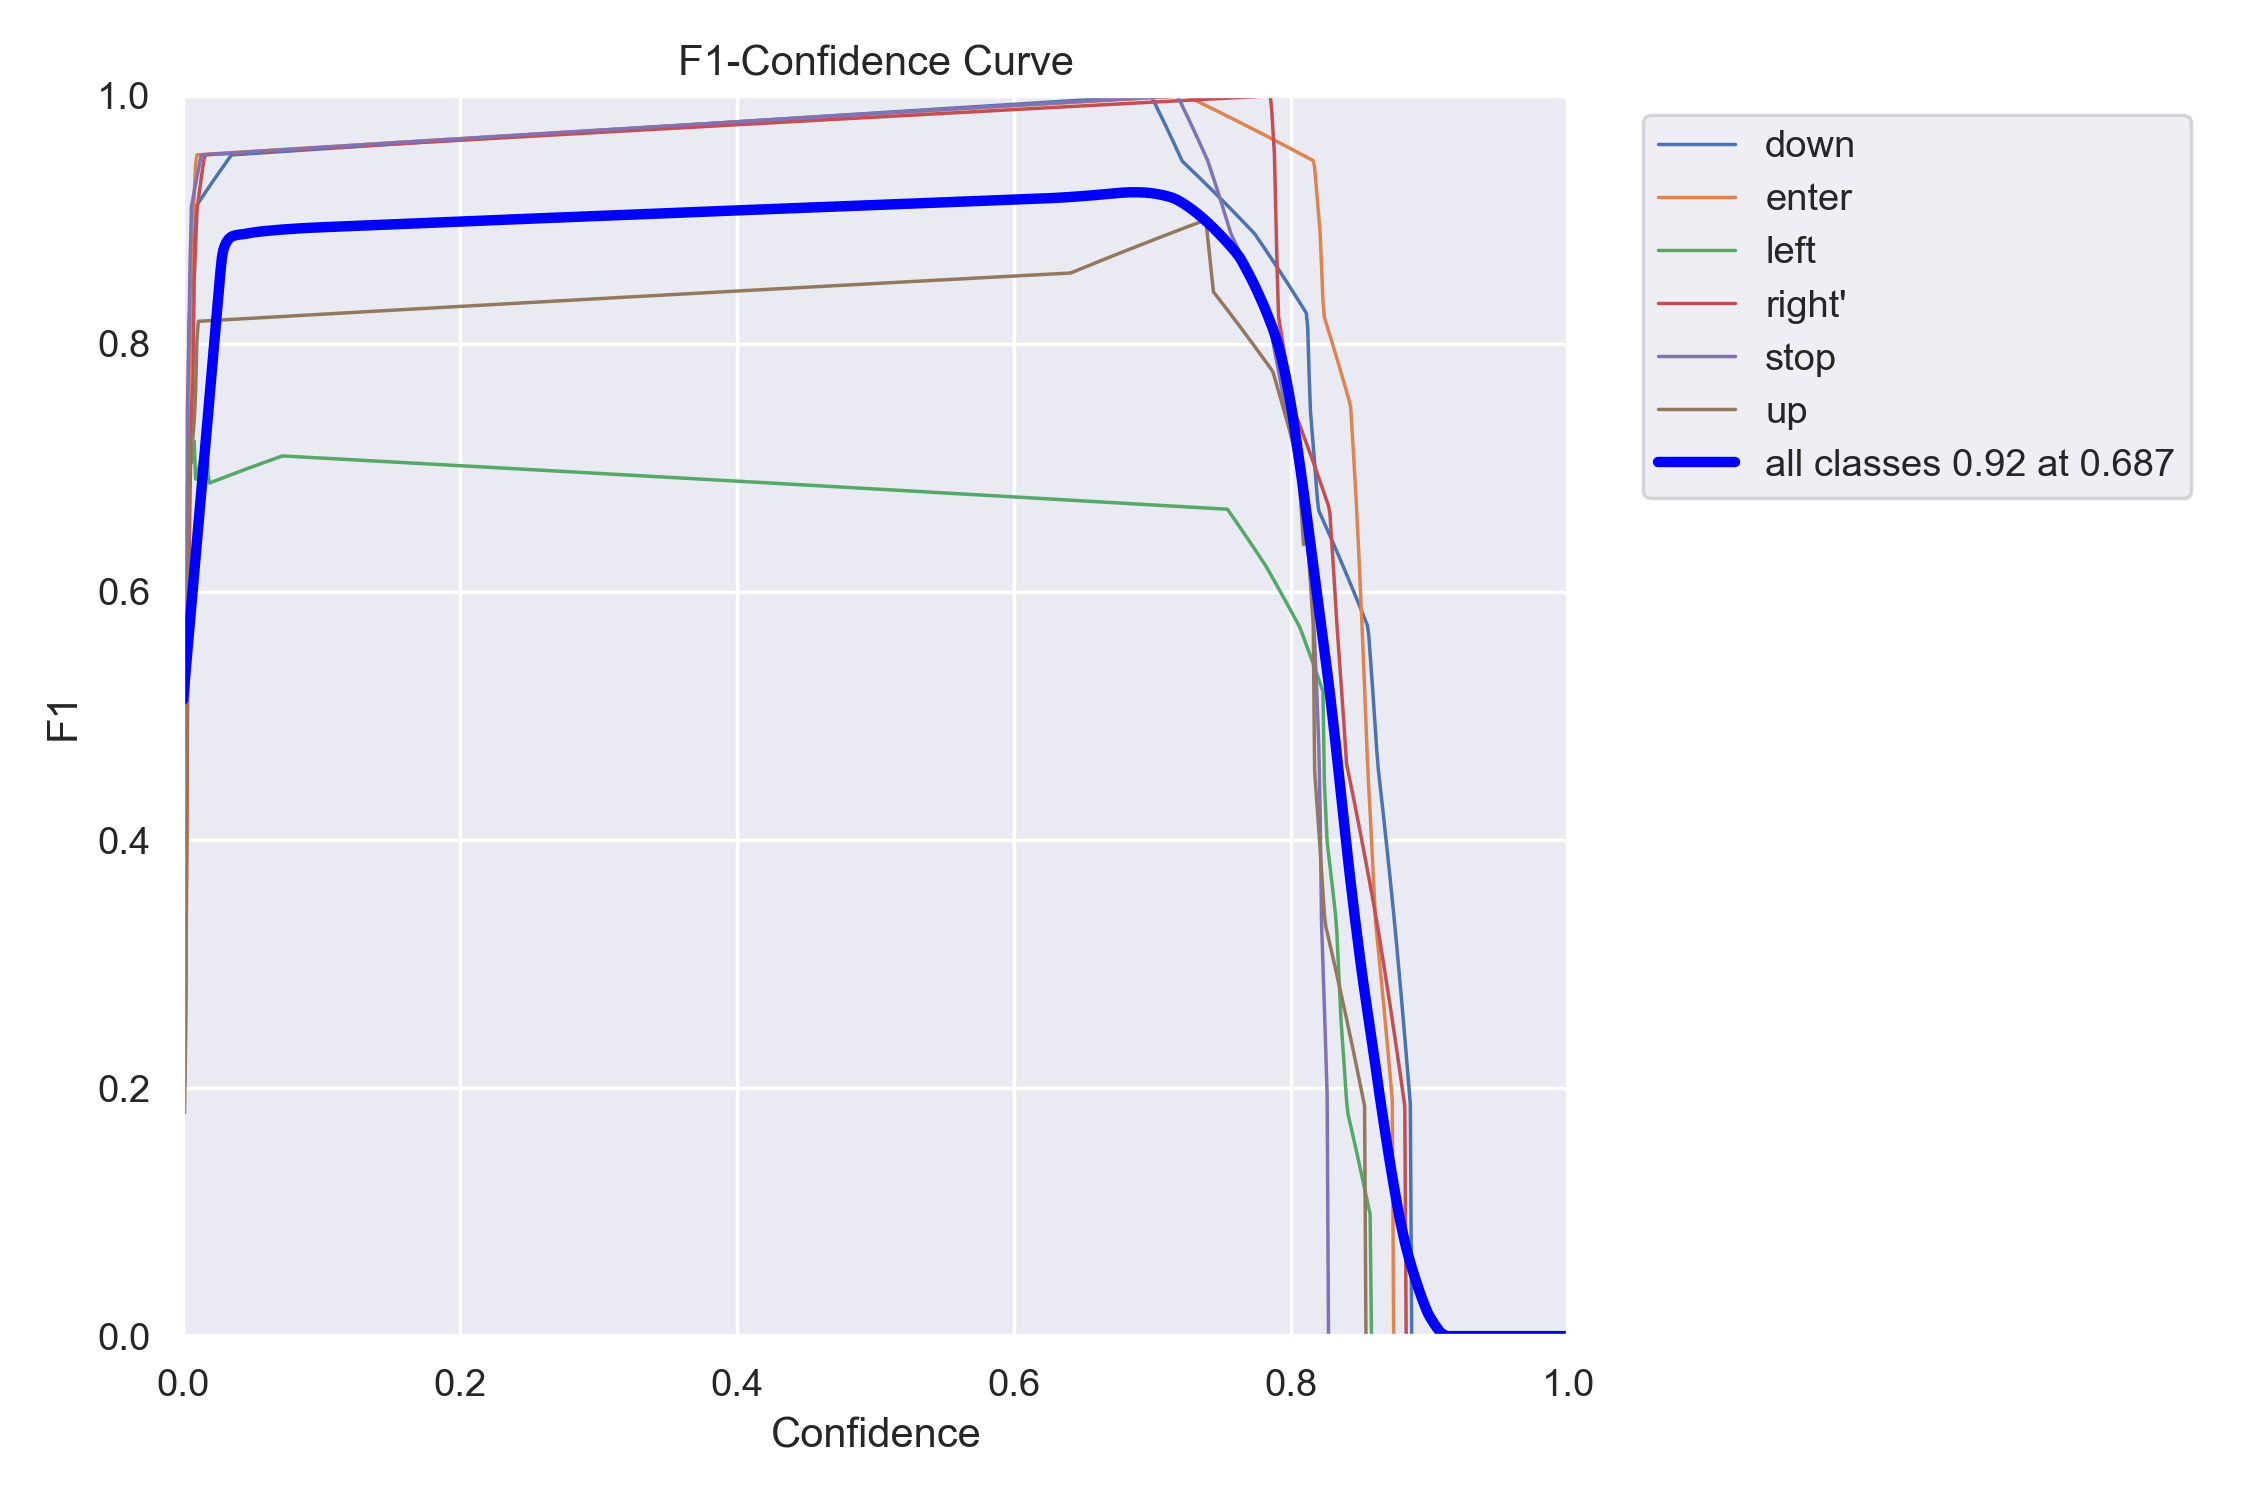 F1-Confidence Curve
1.0
0.8
0.6
0.4
0.2
0.0
F1
0.0 0.2 0.4 0.6 0.8 1.0
Confidence
down
enter
left
right'
stop
up
all classes 0.92 at 0.687